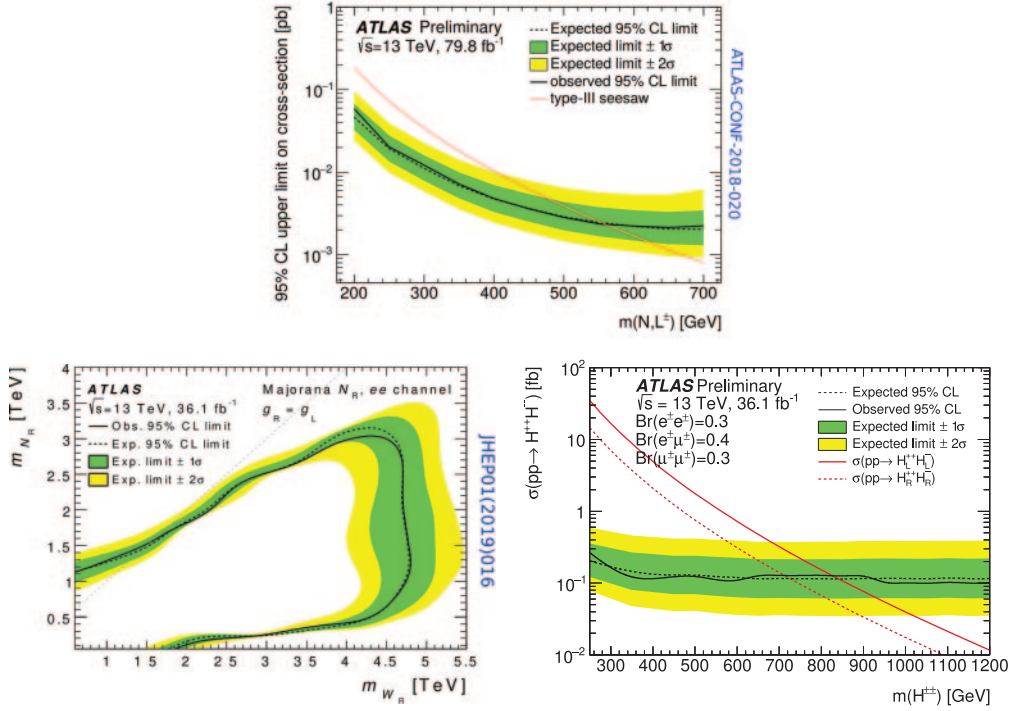 ATLAS Preliminary
√s=13 TeV, 79.8 fb⁻¹
Expected 95% CL limit
Expected limit ± 1σ
Expected limit ± 2σ
observed 95% CL limit
type-III seesaw
95% CL upper limit on cross-section [pb]
1
10⁻¹
10⁻²
10⁻³
200 300 400 500 600 700
m(N,L±) [GeV]
ATLAS-CONF-2018-020
ATLAS
√s=13 TeV, 36.1 fb⁻¹
Obs. 95% CL limit
Exp. 95% CL limit
Exp. limit ± 1σ
Exp. limit ± 2σ
Majorana N_R, ee channel
g_R = g_L
m_N_R [TeV]
4
3.5
3
2.5
2
1.5
1
0.5
1 1.5 2 2.5 3 3.5 4 4.5 5 5.5
m_W_R [TeV]
JHEP01(2019)016
ATLAS Preliminary
√s = 13 TeV, 36.1 fb⁻¹
Br(e±e±)=0.3
Br(e±μ±)=0.4
Br(μ±μ±)=0.3
Expected 95% CL
Observed 95% CL
Expected limit ± 1σ
Expected limit ± 2σ
σ(pp→ H_L⁺⁺H_L⁻)
σ(pp→ H_R⁺⁺H_R⁻)
σ(pp→ H⁺⁺H⁻) [fb]
10²
10
1
10⁻¹
10⁻²
300 400 500 600 700 800 900 1000 1100 1200
m(H±±) [GeV]